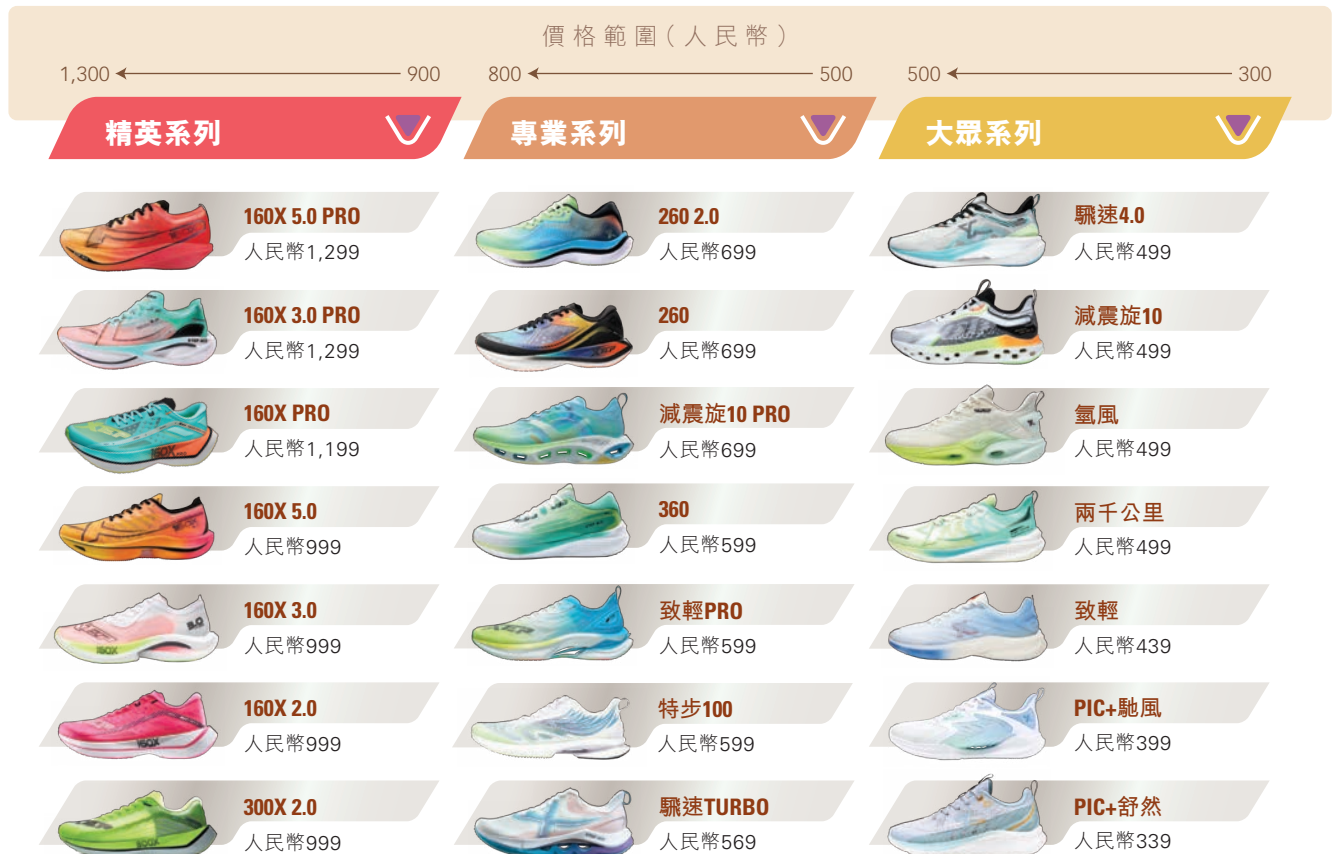 價格範圍(人民幣)
1,300 900
800 500
500 300
精英系列
專業系列
大眾系列
160X 5.0 PRO
人民幣1,299
260 2.0
人民幣699
騛速4.0
人民幣499
160X 3.0 PRO
人民幣1,299
260
人民幣699
減震旋10
人民幣499
160X PRO
人民幣1,199
減震旋10 PRO
人民幣699
氫風
人民幣499
160X 5.0
人民幣999
360
人民幣599
兩千公里
人民幣499
160X 3.0
人民幣999
致輕PRO
人民幣599
致輕
人民幣439
160X 2.0
人民幣999
特步100
人民幣599
PIC+馳風
人民幣399
300X 2.0
人民幣999
騛速TURBO
人民幣569
PIC+舒然
人民幣339